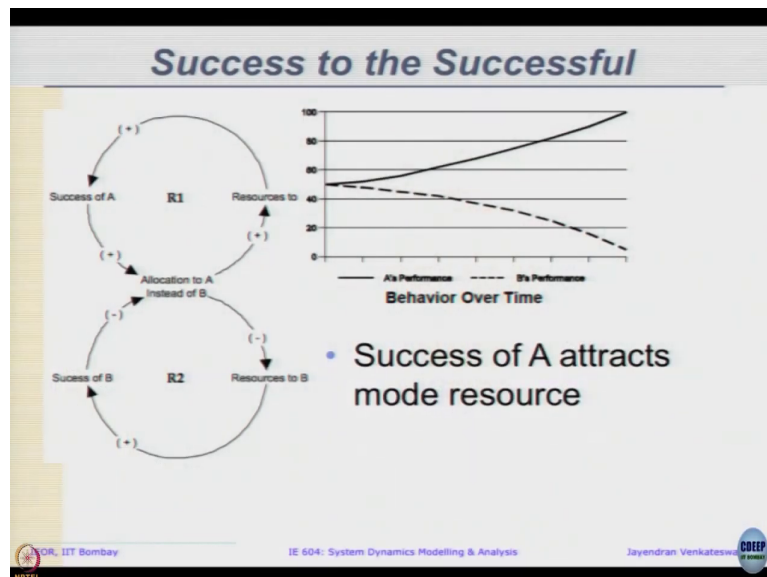 Success to the Successful
(+)
Success of A
R1
Resources to
(+)
(+)
Allocation to A
Instead of B
(-)
(-)
Sucess of B
R2
Resources to B
(+)
100
80
60
40
20
0
A's Performance
B's Performance
Behavior Over Time
• Success of A attracts
mode resource
IEOR, IIT Bombay
IE 604: System Dynamics Modelling & Analysis
Jayendran Venkateswa
CDEEP
IIT BOMBAY
NPTEL